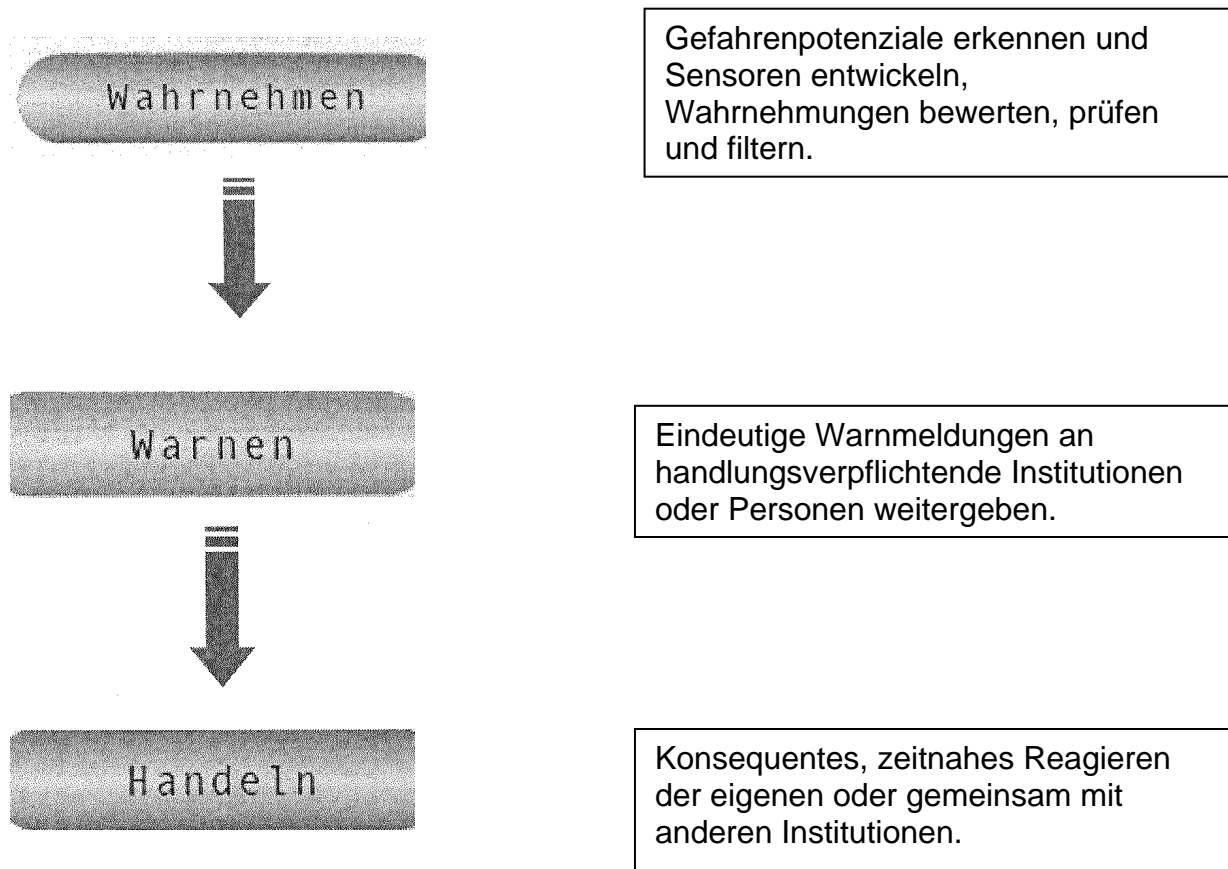 Wahrnehmen
Gefahrenpotenziale erkennen und
Sensoren entwickeln,
Wahrnehmungen bewerten, prüfen
und filtern.
Warnen
Eindeutige Warnmeldungen an
handlungsverpflichtende Institutionen
oder Personen weitergeben.
Handeln
Konsequentes, zeitnahes Reagieren
der eigenen oder gemeinsam mit
anderen Institutionen.